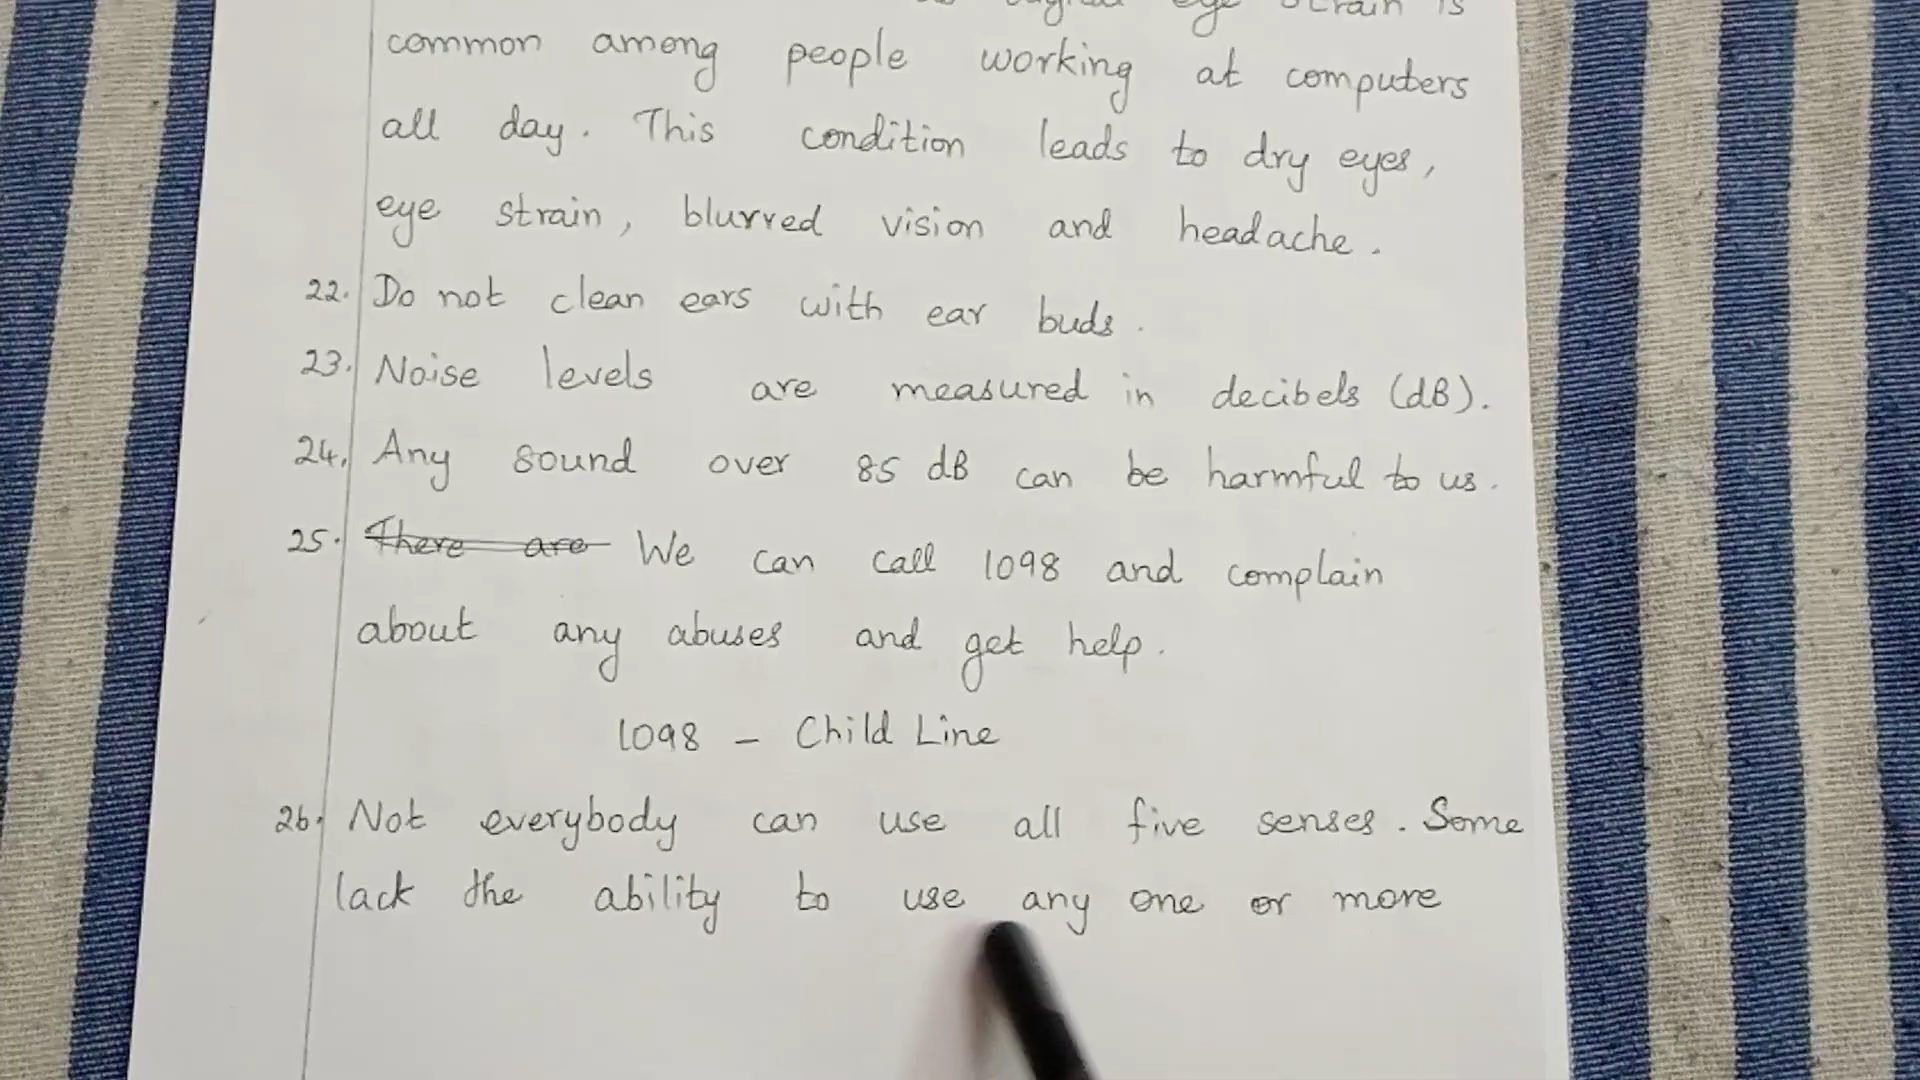 eye strain is
common among people working at computers
all day. This condition leads to dry eyes,
eye strain, blurred vision and headache.
22. Do not clean ears with ear buds.
23. Noise levels are measured in decibels (dB).
24. Any sound over 85 dB can be harmful to us.
25. There are We can call 1098 and complain
about any abuses and get help.
1098 - Child Line
26. Not everybody can use all five senses. Some
lack the ability to use any one or more